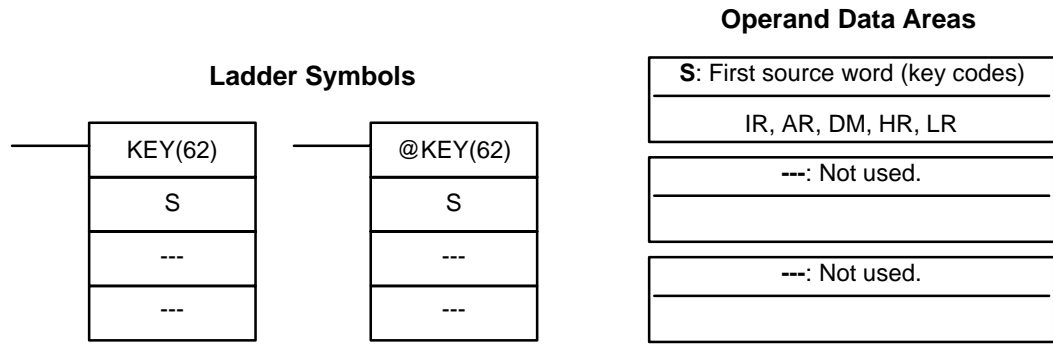 Ladder Symbols
KEY(62)
S
---
---
@KEY(62)
S
---
---
Operand Data Areas
S: First source word (key codes)
IR, AR, DM, HR, LR
---: Not used.
---: Not used.